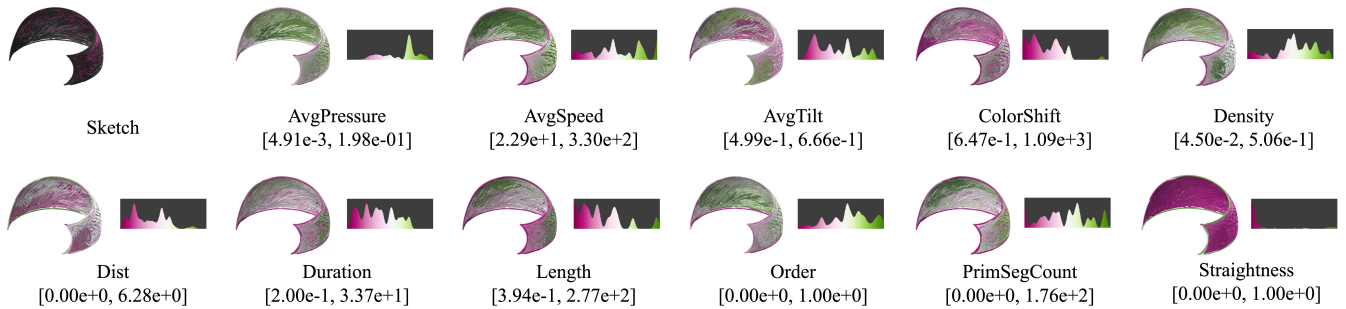 Sketch
AvgPressure
[4.91e-3, 1.98e-01]
AvgSpeed
[2.29e+1, 3.30e+2]
AvgTilt
[4.99e-1, 6.66e-1]
ColorShift
[6.47e-1, 1.09e+3]
Density
[4.50e-2, 5.06e-1]
Dist
[0.00e+0, 6.28e+0]
Duration
[2.00e-1, 3.37e+1]
Length
[3.94e-1, 2.77e+2]
Order
[0.00e+0, 1.00e+0]
PrimSegCount
[0.00e+0, 1.76e+2]
Straightness
[0.00e+0, 1.00e+0]